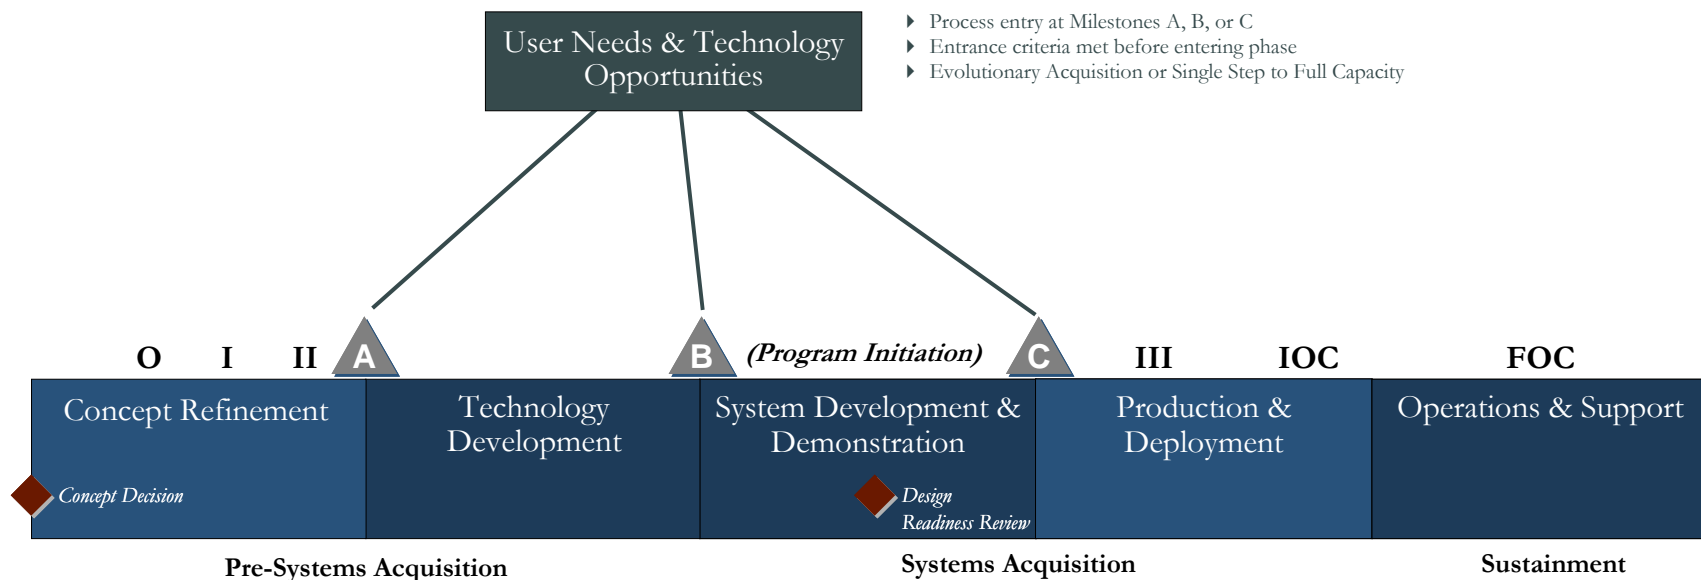 User Needs & Technology
Opportunities
Process entry at Milestones A, B, or C
Entrance criteria met before entering phase
Evolutionary Acquisition or Single Step to Full Capacity
O I II A B (Program Initiation) C III IOC FOC
Concept Refinement
Technology
Development
System Development &
Demonstration
Production &
Deployment
Operations & Support
Concept Decision
Design
Readiness Review
Pre-Systems Acquisition
Systems Acquisition
Sustainment